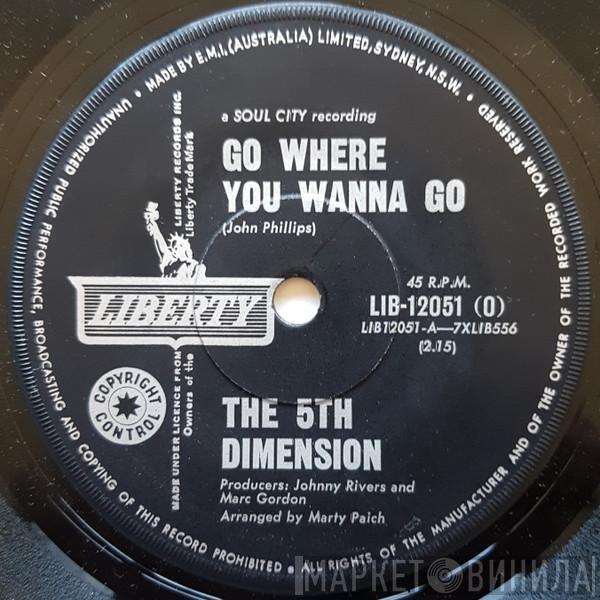 MADE BY E.M.I.(AUSTRALIA) LIMITED, SYDNEY, N.S.W. • UNAUTHORIZED PUBLIC PERFORMANCE, BROADCASTING AND COPYING OF THIS RECORD PROHIBITED • ALL RIGHTS OF THE MANUFACTURER AND OF THE OWNER OF THE RECORDED WORK RESERVED •
a SOUL CITY recording
GO WHERE
YOU WANNA GO
(John Phillips)
LIBERTY RECORDS INC.
Liberty Trade Mark
LIBERTY
MADE UNDER LICENCE FROM
Owners of the
45 R.P.M.
LIB-12051 (0)
LIB12051-A—7XLIB556
(2.15)
COPYRIGHT
CONTROL
THE 5TH
DIMENSION
Producers: Johnny Rivers and
Marc Gordon
Arranged by Marty Paich
МАРКЕТ ВИНИЛА